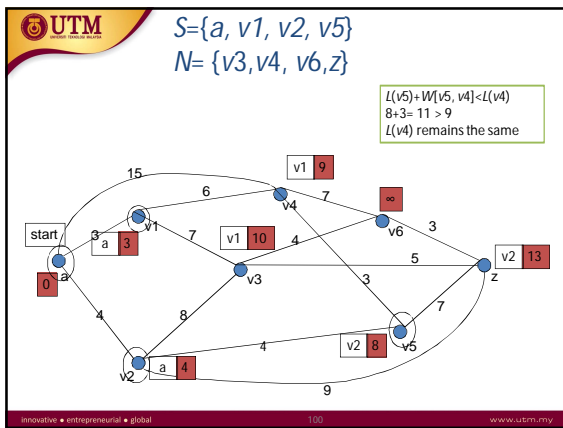 UTM
UNIVERSITI TEKNOLOGI MALAYSIA
S={a, v1, v2, v5}
N= {v3,v4, v6,z}
L(v5)+W[v5, v4]<L(v4)
8+3= 11 > 9
L(v4) remains the same
15
v1 9
6
7
∞
v4
start
3
v1
a 3
7
v1 10
4
v6
3
a
0
v3
5
z
v2 13
3
4
8
7
4
v2 8
v5
v2
a 4
9
innovative ● entrepreneurial ● global
100
www.utm.my